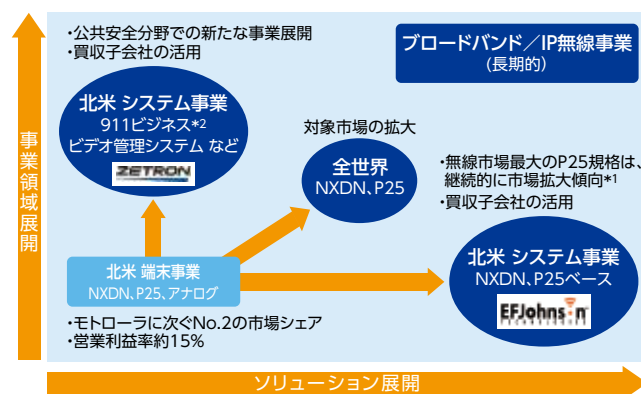 ・公共安全分野での新たな事業展開
・買収子会社の活用
ブロードバンド／IP無線事業
(長期的)
北米 システム事業
911ビジネス*2
ビデオ管理システム など
ZETRON
対象市場の拡大
全世界
NXDN、P25
・無線市場最大のP25規格は、
継続的に市場拡大傾向*1
・買収子会社の活用
北米 システム事業
NXDN、P25ベース
EFJohnson
TECHNOLOGIES
北米 端末事業
NXDN、P25、アナログ
・モトローラに次ぐNo.2の市場シェア
・営業利益率約15%
事業領域展開
ソリューション展開